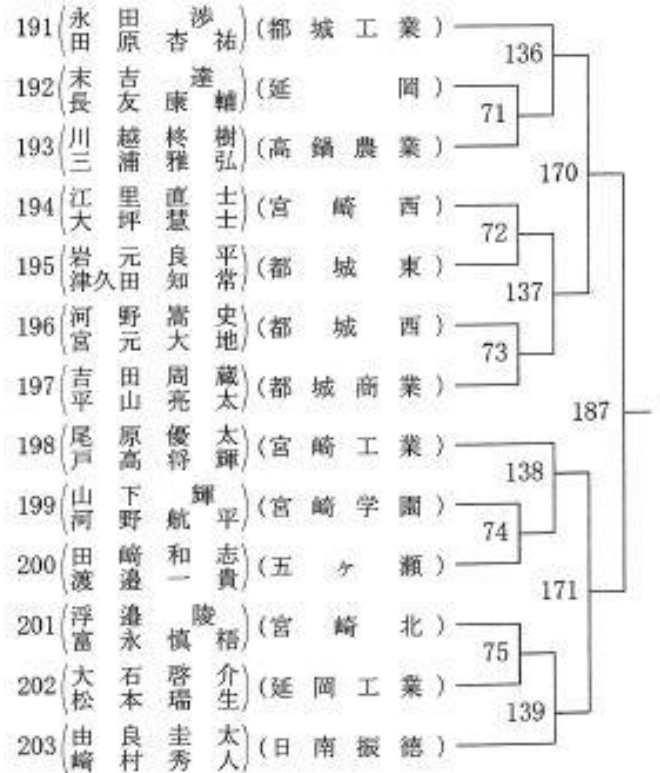 191 永田 渉 田原杏祐 (都城工業)
192 末吉 達 長友康輔 (延岡)
193 川越柊樹 三浦雅弘 (高鍋農業)
194 江里直士 大坪慧士 (宮崎西)
195 岩元良平 津久田知常 (都城東)
196 河野嵩史 宮元大地 (都城西)
197 吉田周蔵 平山亮太 (都城商業)
198 尾原優太 戸高将輝 (宮崎工業)
199 山下 輝 河野航平 (宮崎学園)
200 田崎和志 渡邉一貴 (五ヶ瀬)
201 浮邉 陵 富永慎梧 (宮崎北)
202 大石啓介 松本瑞生 (延岡工業)
203 由良圭太 崎村秀人 (日南振徳)
136
71
170
72
137
73
187
138
74
171
75
139